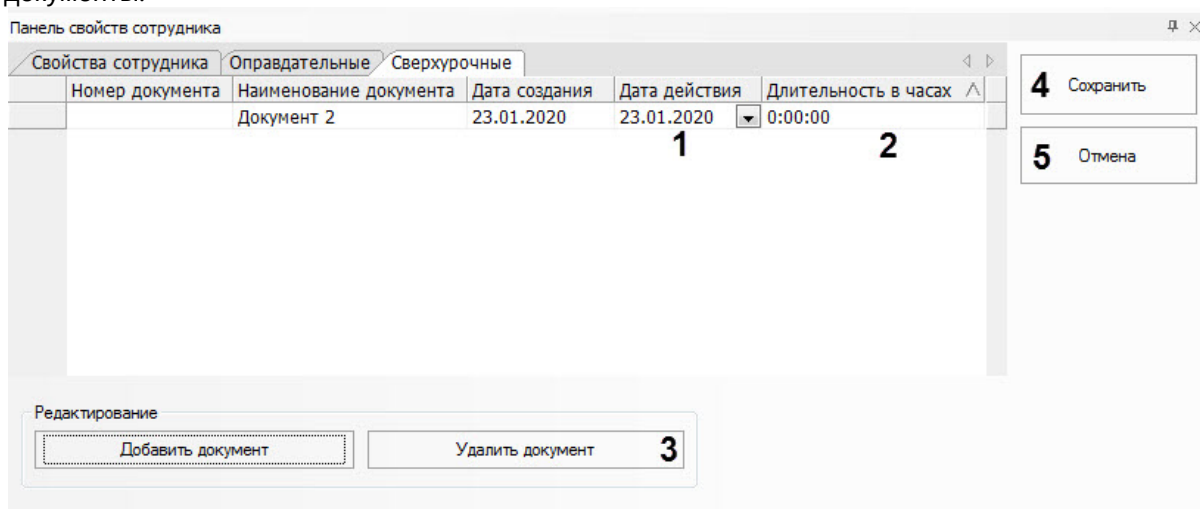 документы.
Панель свойств сотрудника
Свойства сотрудника Оправдательные Сверхурочные
Номер документа Наименование документа Дата создания Дата действия Длительность в часах
Документ 2 23.01.2020 23.01.2020 0:00:00
1 2
4 Сохранить
5 Отмена
Редактирование
Добавить документ Удалить документ 3